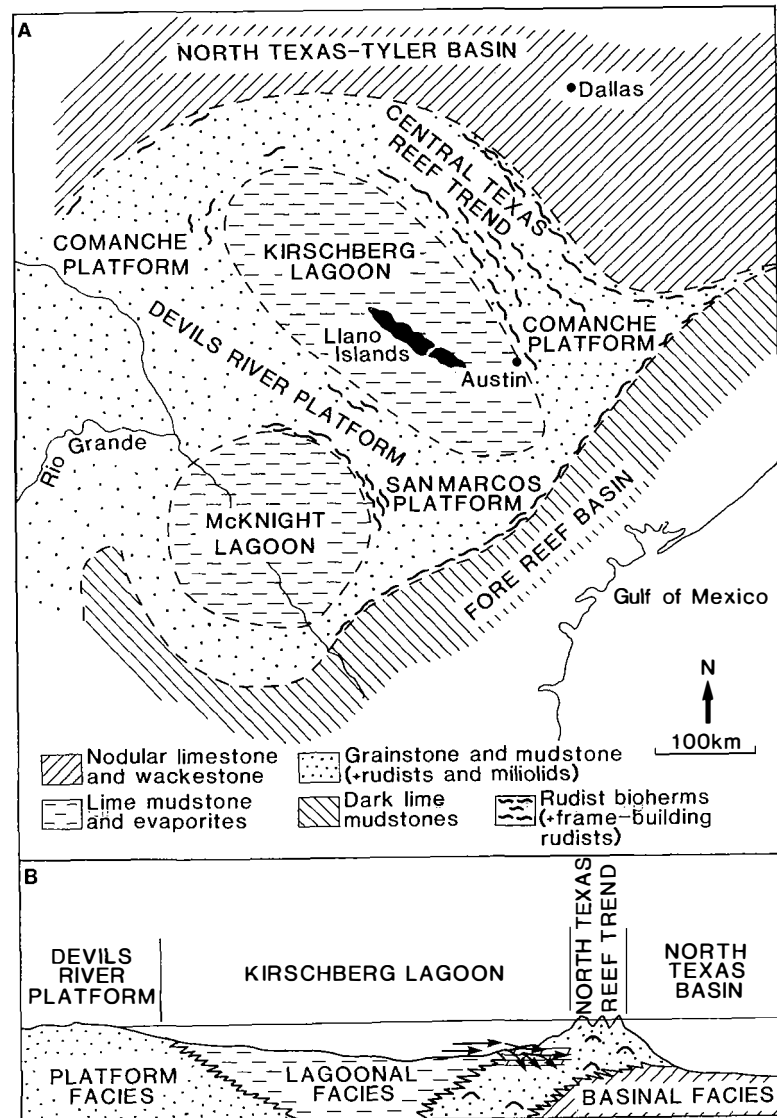 A
NORTH TEXAS-TYLER BASIN
Dallas
CENTRAL TEXAS
REEF TREND
COMANCHE
PLATFORM
KIRSCHBERG
LAGOON
DEVILS RIVER PLATFORM
Llano
Islands
COMANCHE
PLATFORM
Austin
Rio Grande
SAN MARCOS
PLATFORM
McKNIGHT
LAGOON
FORE REEF BASIN
Gulf of Mexico
N
100km
Nodular limestone
and wackestone
Grainstone and mudstone
(+rudists and miliolids)
Lime mudstone
and evaporites
Dark lime
mudstones
Rudist bioherms
(+frame-building
rudists)
B
DEVILS
RIVER
PLATFORM
KIRSCHBERG LAGOON
NORTH TEXAS
REEF TREND
NORTH
TEXAS
BASIN
PLATFORM
FACIES
LAGOONAL
FACIES
BASINAL FACIES